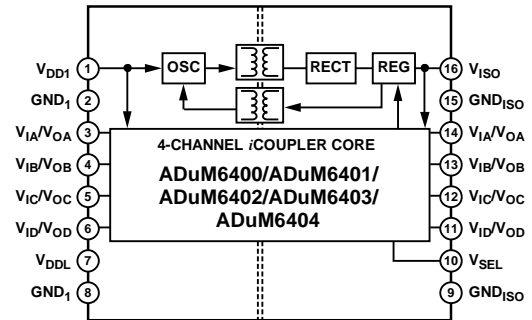 OSC
RECT
REG
V_DD1 1
GND_1 2
V_IA/V_OA 3
V_IB/V_OB 4
V_IC/V_OC 5
V_ID/V_OD 6
V_DDL 7
GND_1 8
4-CHANNEL iCOUPLER CORE
ADuM6400/ADuM6401/
ADuM6402/ADuM6403/
ADuM6404
16 V_ISO
15 GND_ISO
14 V_IA/V_OA
13 V_IB/V_OB
12 V_IC/V_OC
11 V_ID/V_OD
10 V_SEL
9 GND_ISO